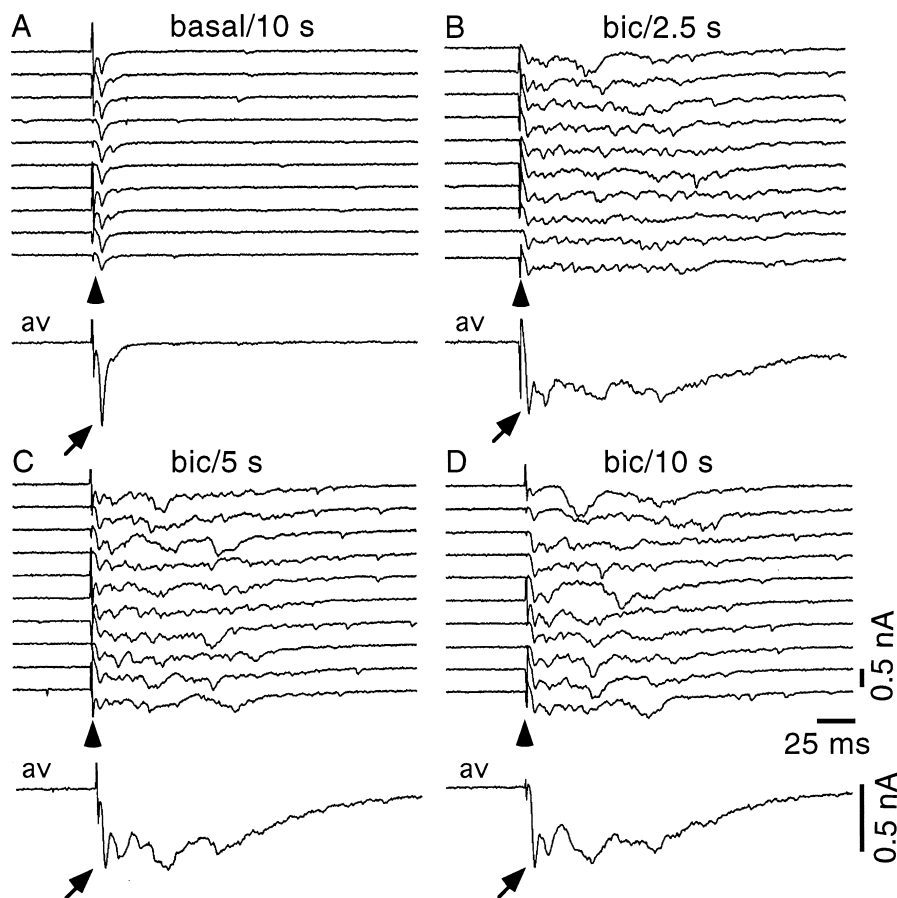 A basal/10 s
B bic/2.5 s
av
av
C bic/5 s
D bic/10 s
0.5 nA
25 ms
av
av
0.5 nA